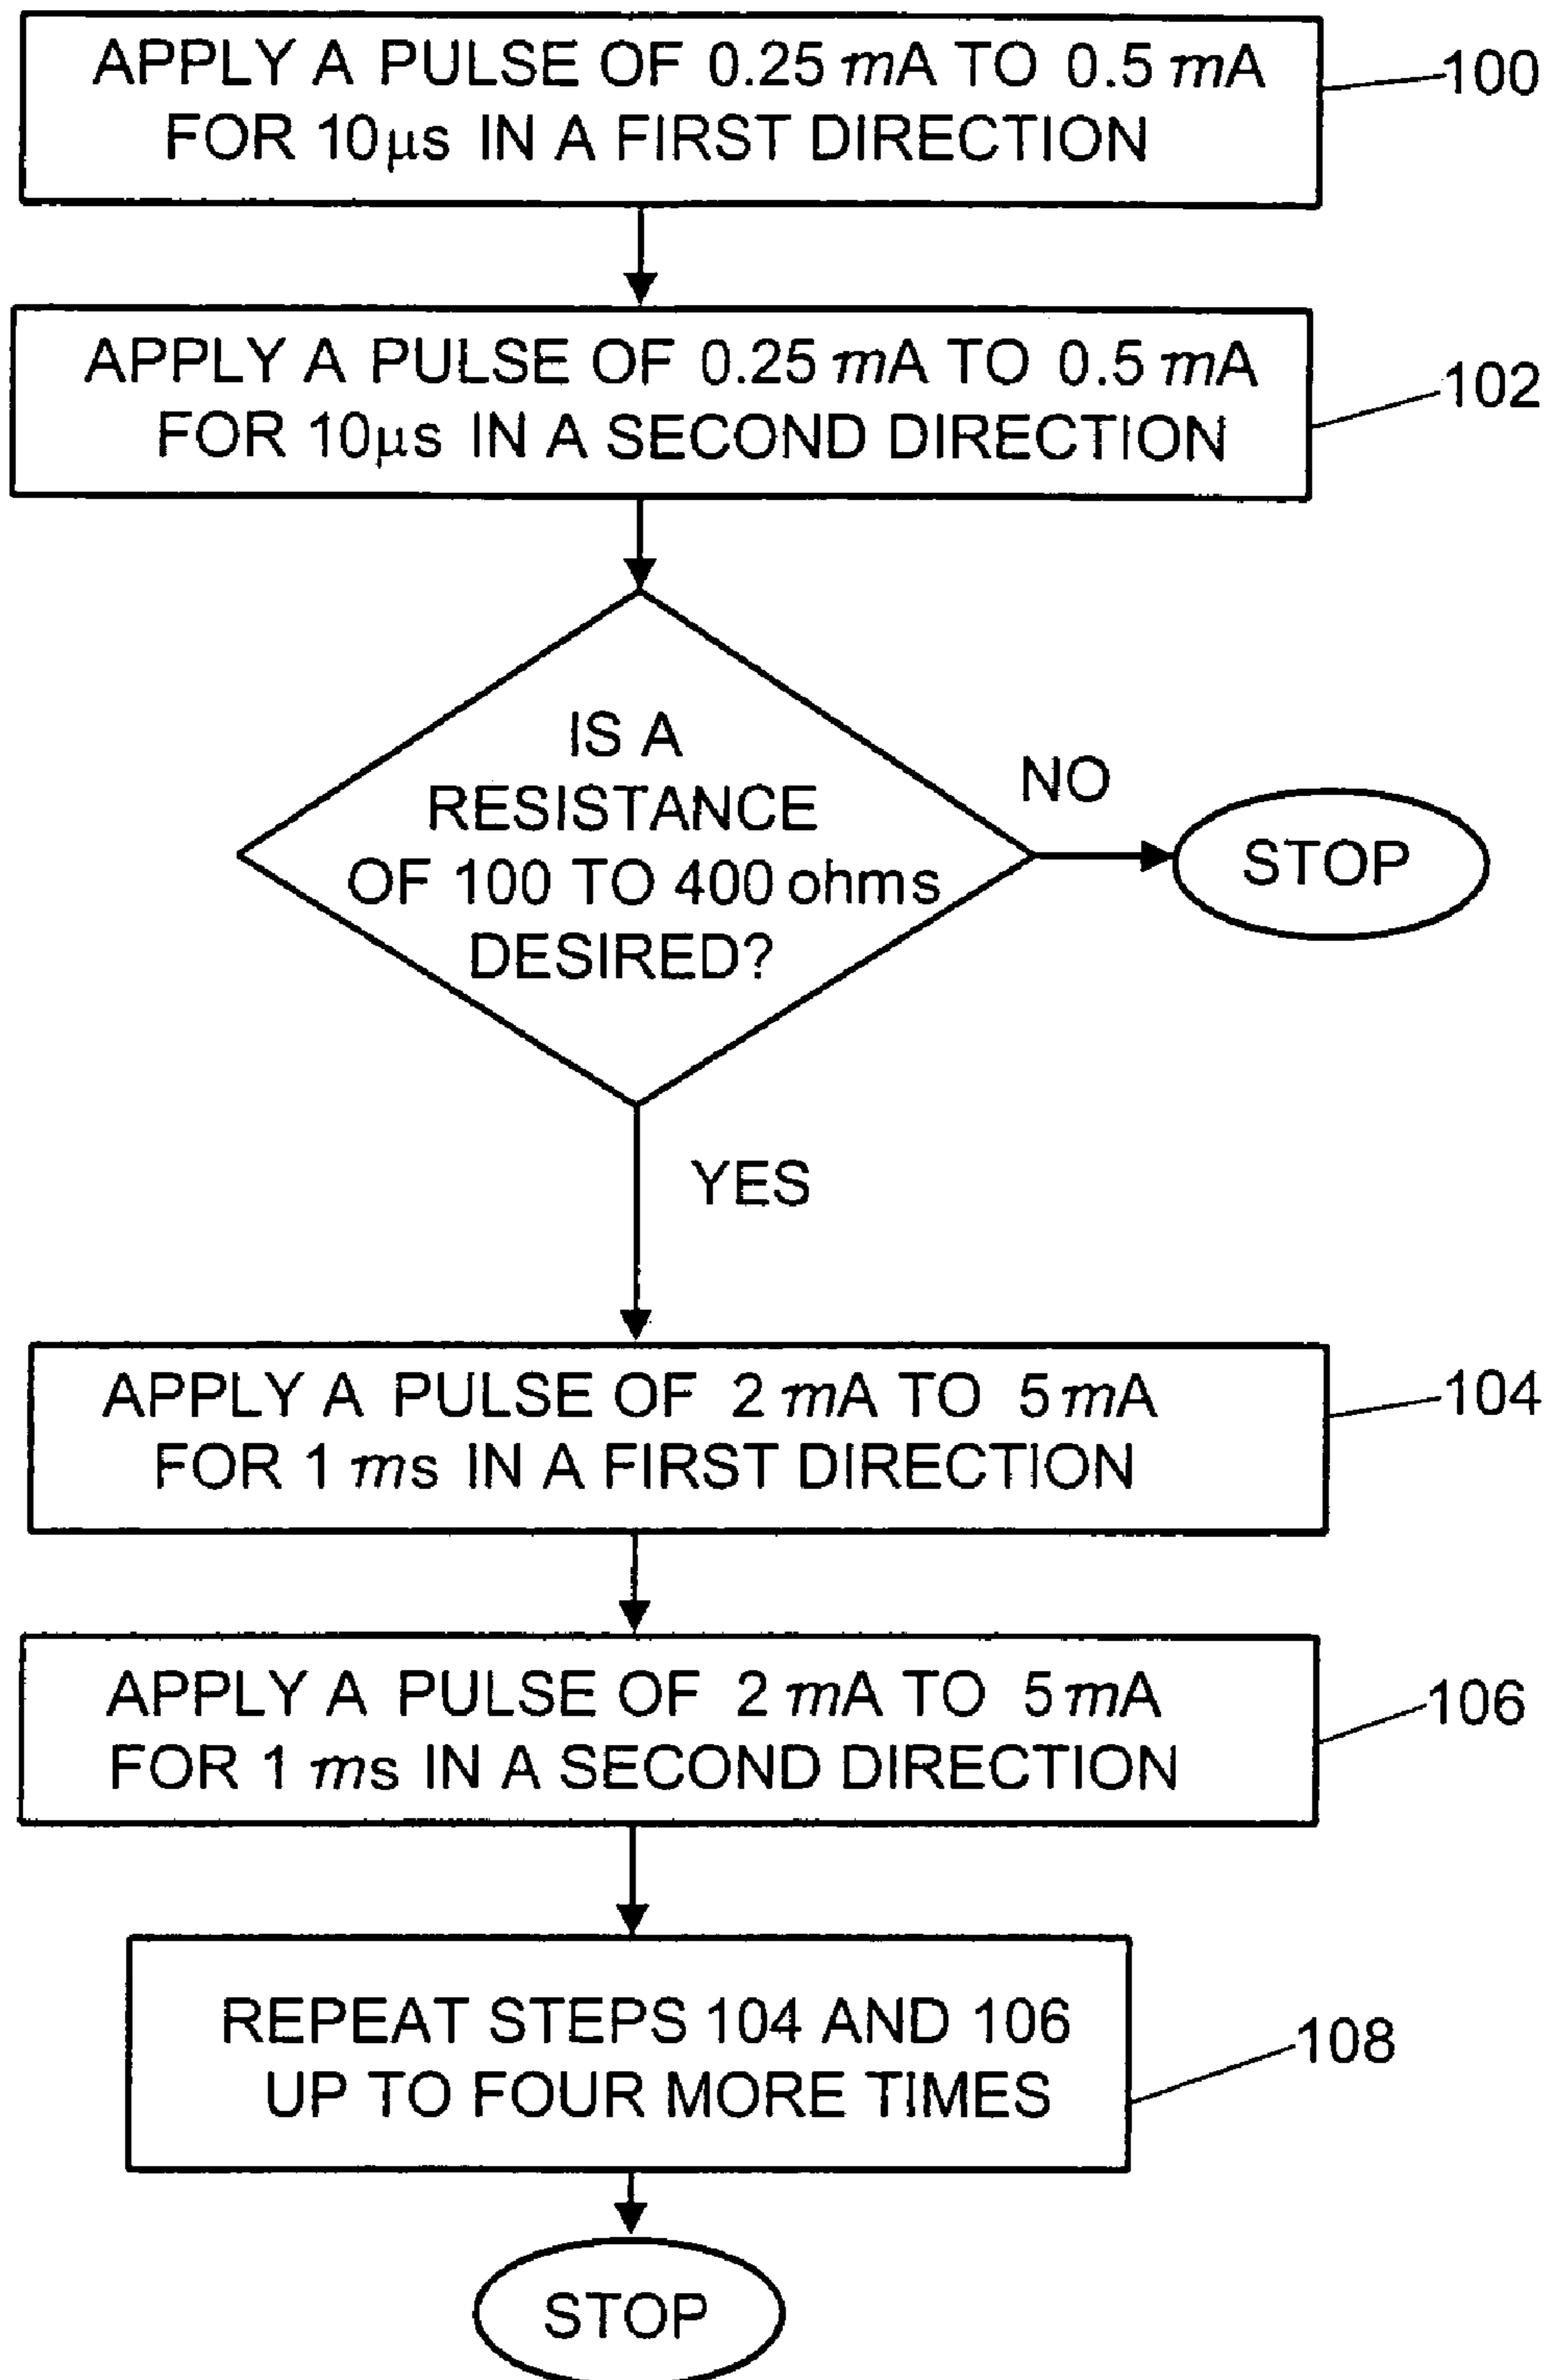 APPLY A PULSE OF 0.25 mA TO 0.5 mA
FOR 10μs IN A FIRST DIRECTION
100
APPLY A PULSE OF 0.25 mA TO 0.5 mA
FOR 10μs IN A SECOND DIRECTION
102
IS A
RESISTANCE
OF 100 TO 400 ohms
DESIRED?
NO
STOP
YES
APPLY A PULSE OF 2 mA TO 5 mA
FOR 1 ms IN A FIRST DIRECTION
104
APPLY A PULSE OF 2 mA TO 5 mA
FOR 1 ms IN A SECOND DIRECTION
106
REPEAT STEPS 104 AND 106
UP TO FOUR MORE TIMES
108
STOP